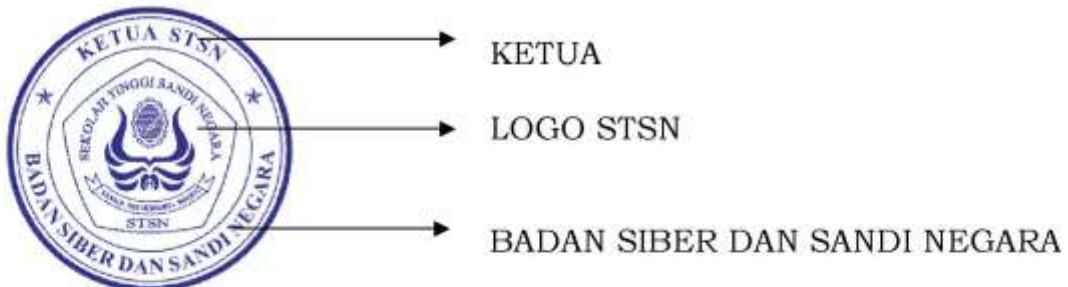 KETUA STSN
KETUA
SEKOLAH TINGGI SANDI NEGARA
LOGO STSN
STSN
BADAN SIBER DAN SANDI NEGARA
BADAN SIBER DAN SANDI NEGARA